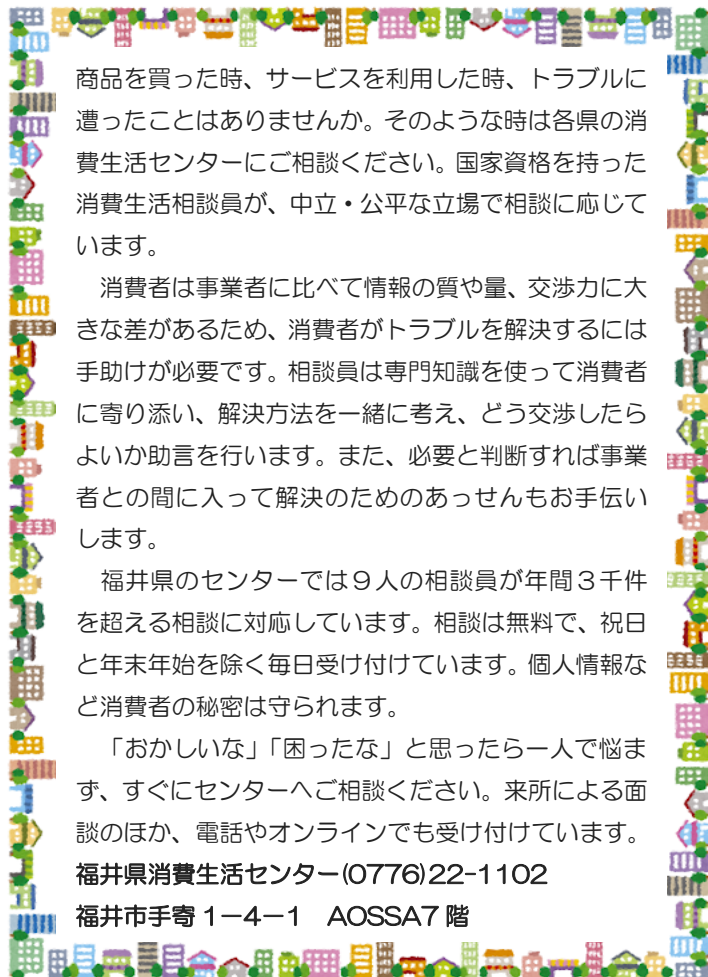 商品を買った時、サービスを利用した時、トラブルに
遭ったことはありませんか。そのような時は各県の消
費生活センターにご相談ください。国家資格を持った
消費生活相談員が、中立・公平な立場で相談に応じて
います。
　消費者は事業者に比べて情報の質や量、交渉力に大
きな差があるため、消費者がトラブルを解決するには
手助けが必要です。相談員は専門知識を使って消費者
に寄り添い、解決方法を一緒に考え、どう交渉したら
よいか助言を行います。また、必要と判断すれば事業
者との間に入って解決のためのあっせんもお手伝い
します。
　福井県のセンターでは９人の相談員が年間３千件
を超える相談に対応しています。相談は無料で、祝日
と年末年始を除く毎日受け付けています。個人情報な
ど消費者の秘密は守られます。
　「おかしいな」「困ったな」と思ったら一人で悩ま
ず、すぐにセンターへご相談ください。来所による面
談のほか、電話やオンラインでも受け付けています。
福井県消費生活センター(0776)22-1102
福井市手寄1－4－1　AOSSA7階